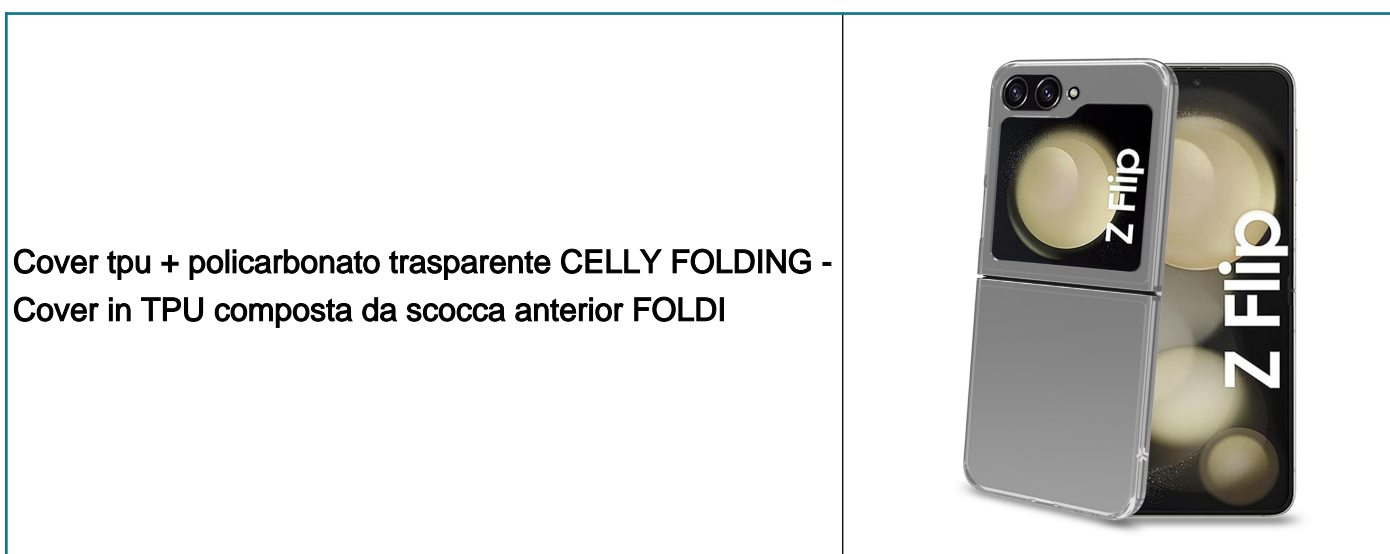 Cover tpu + policarbonato trasparente CELLY FOLDING -
Cover in TPU composta da scocca anterior FOLDI
Z Flip
Z Flip